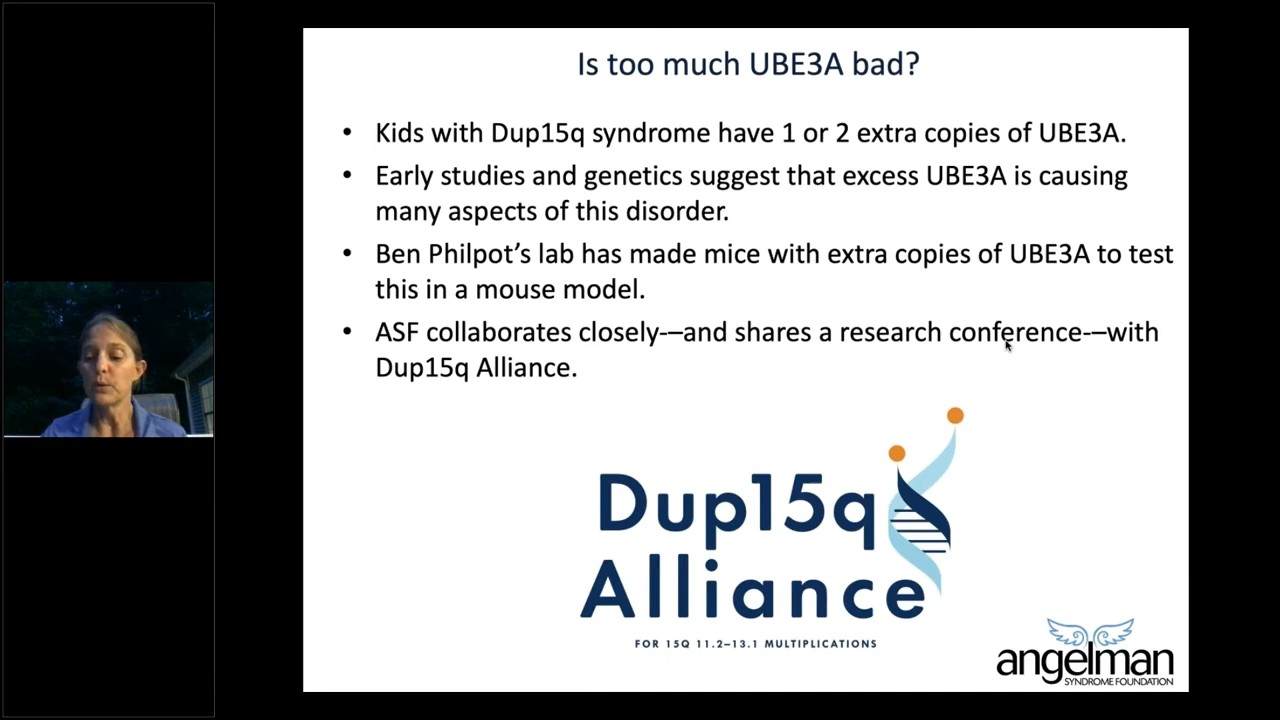 Is too much UBE3A bad?
• Kids with Dup15q syndrome have 1 or 2 extra copies of UBE3A.
• Early studies and genetics suggest that excess UBE3A is causing
many aspects of this disorder.
• Ben Philpot’s lab has made mice with extra copies of UBE3A to test
this in a mouse model.
• ASF collaborates closely-–and shares a research conference-–with
Dup15q Alliance.
Dup15q
Alliance
FOR 15Q 11.2–13.1 MULTIPLICATIONS
angelman
SYNDROME FOUNDATION